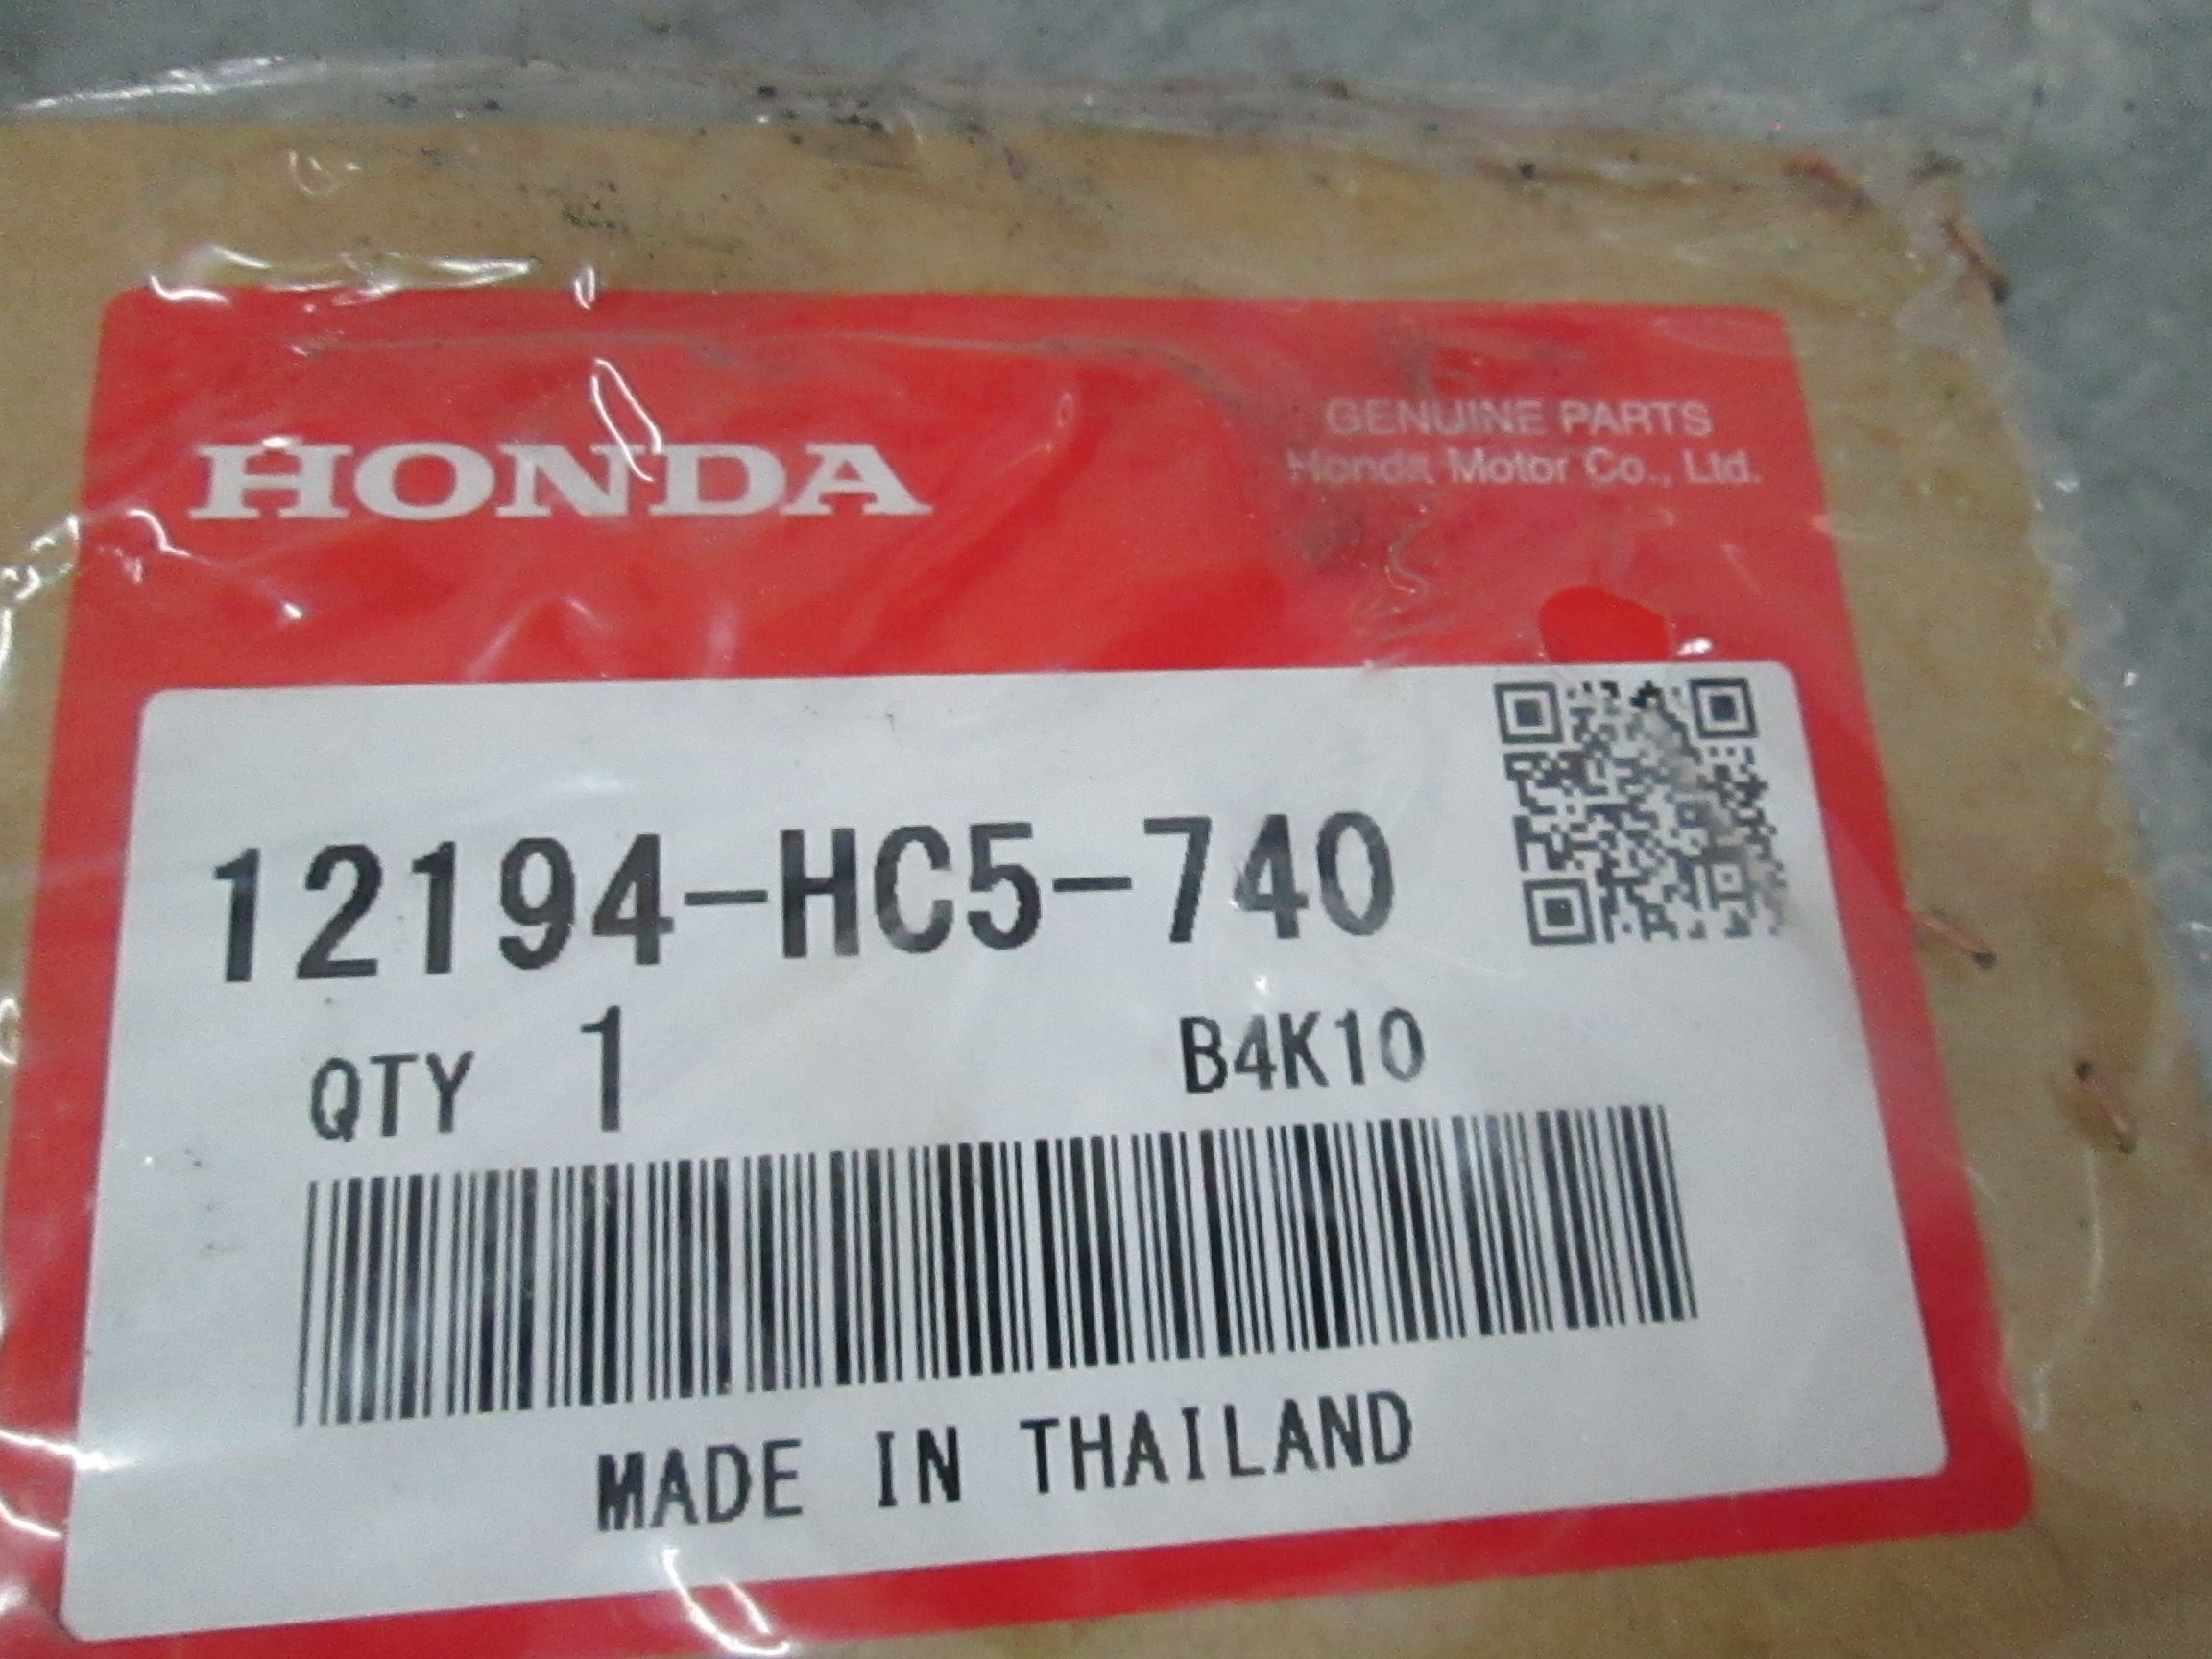 HONDA
GENUINE PARTS
Honda Motor Co., Ltd.
12194-HC5-740
QTY 1 B4K10
MADE IN THAILAND